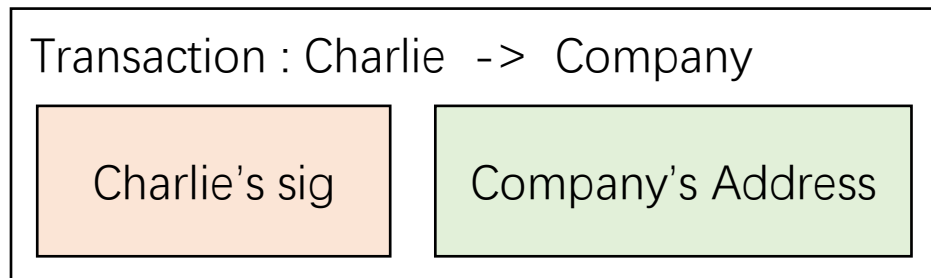 Transaction : Charlie -> Company
Charlie’s sig
Company’s Address